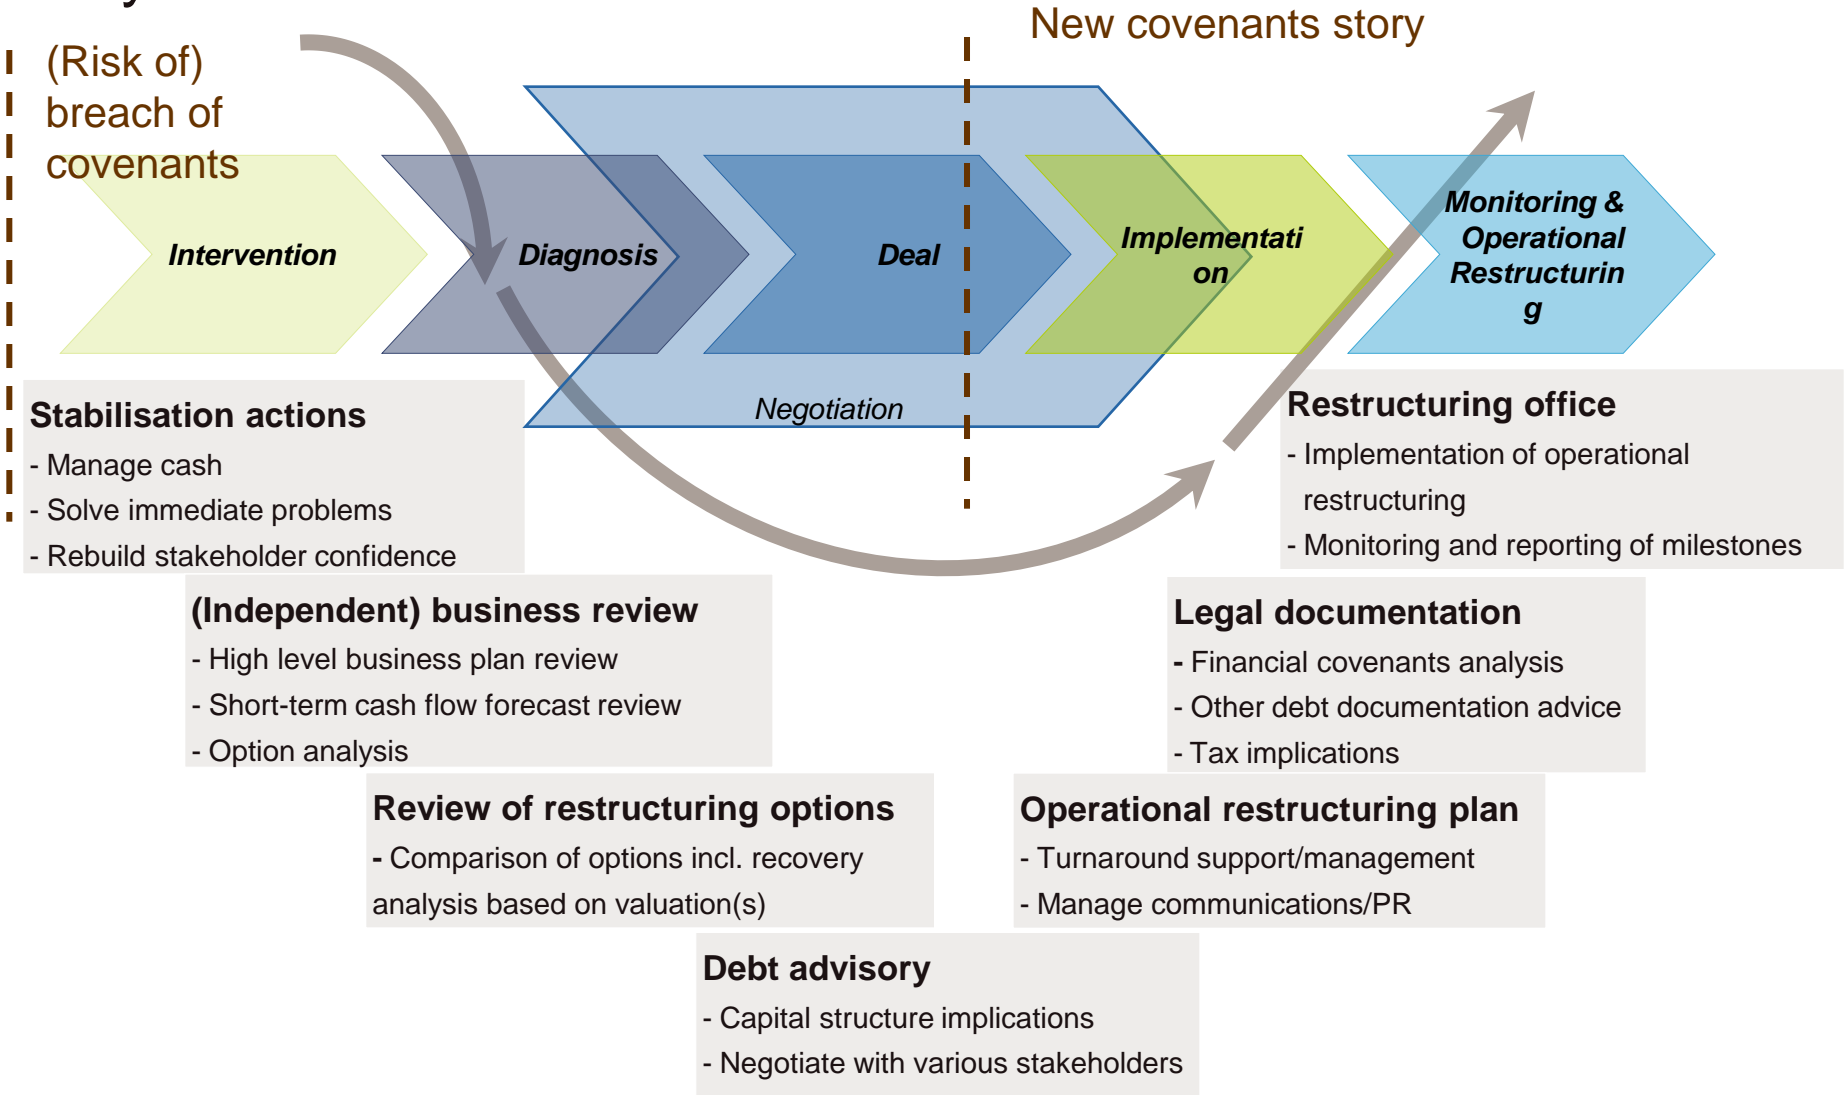 New covenants story
(Risk of)
breach of
covenants
Intervention
Diagnosis
Deal
Implementati
on
Monitoring &
Operational
Restructurin
g
Negotiation
Stabilisation actions
- Manage cash
- Solve immediate problems
- Rebuild stakeholder confidence
(Independent) business review
- High level business plan review
- Short-term cash flow forecast review
- Option analysis
Review of restructuring options
- Comparison of options incl. recovery
analysis based on valuation(s)
Debt advisory
- Capital structure implications
- Negotiate with various stakeholders
Operational restructuring plan
- Turnaround support/management
- Manage communications/PR
Legal documentation
- Financial covenants analysis
- Other debt documentation advice
- Tax implications
Restructuring office
- Implementation of operational
restructuring
- Monitoring and reporting of milestones